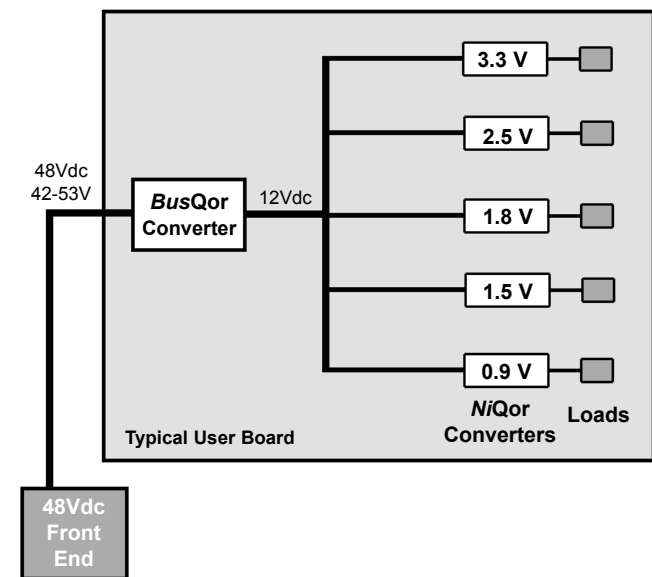 3.3 V
2.5 V
48Vdc
42-53V
BusQor
Converter
12Vdc
1.8 V
1.5 V
0.9 V
NiQor
Converters
Loads
Typical User Board
48Vdc
Front
End